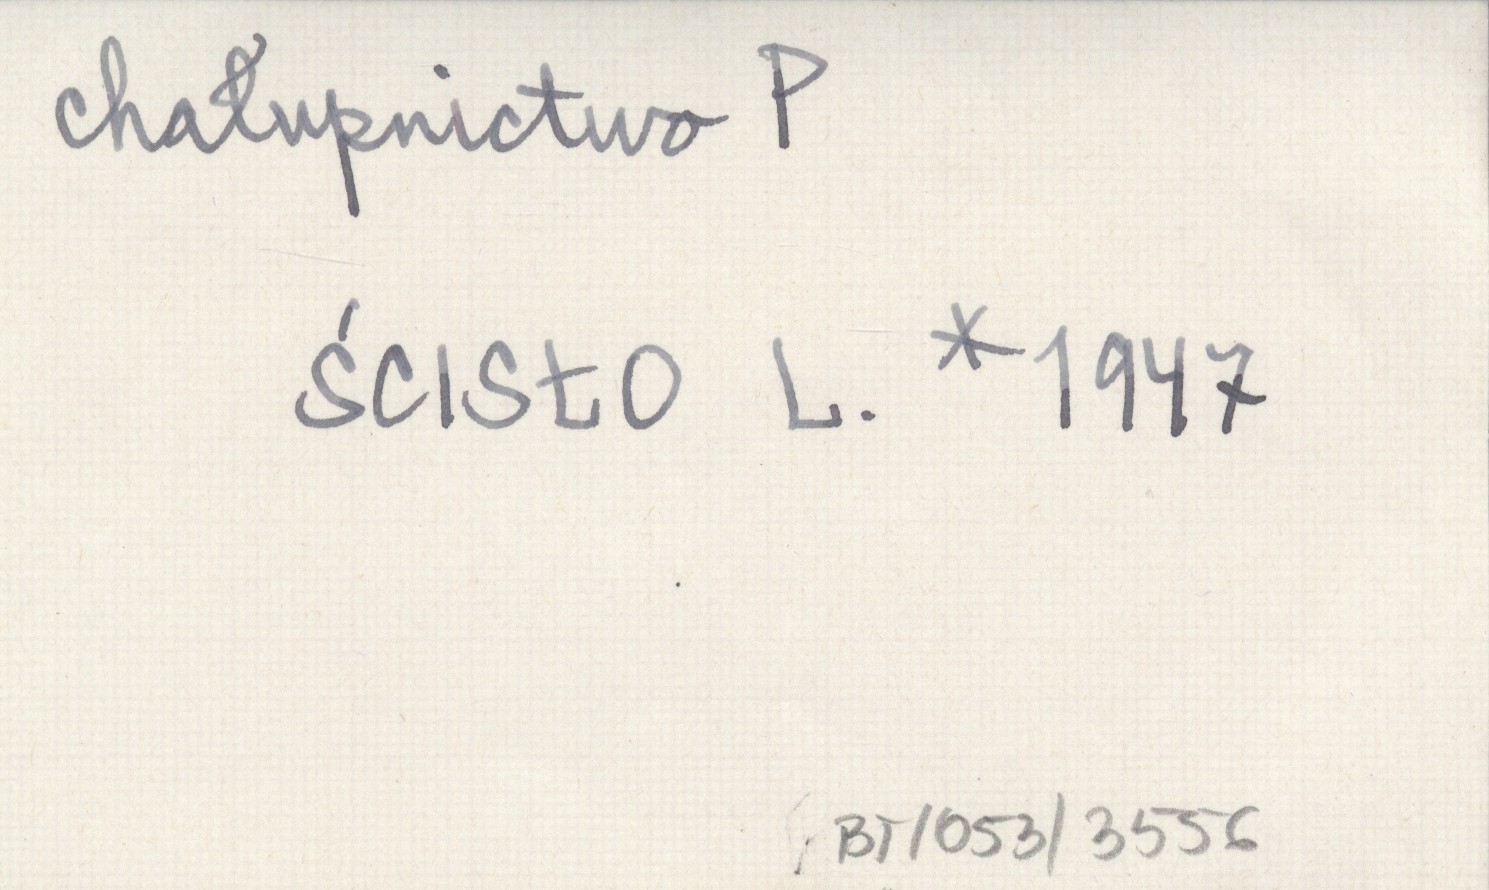 chałupnictwo P
ŚCISŁO L. *1947
BT/053/3556